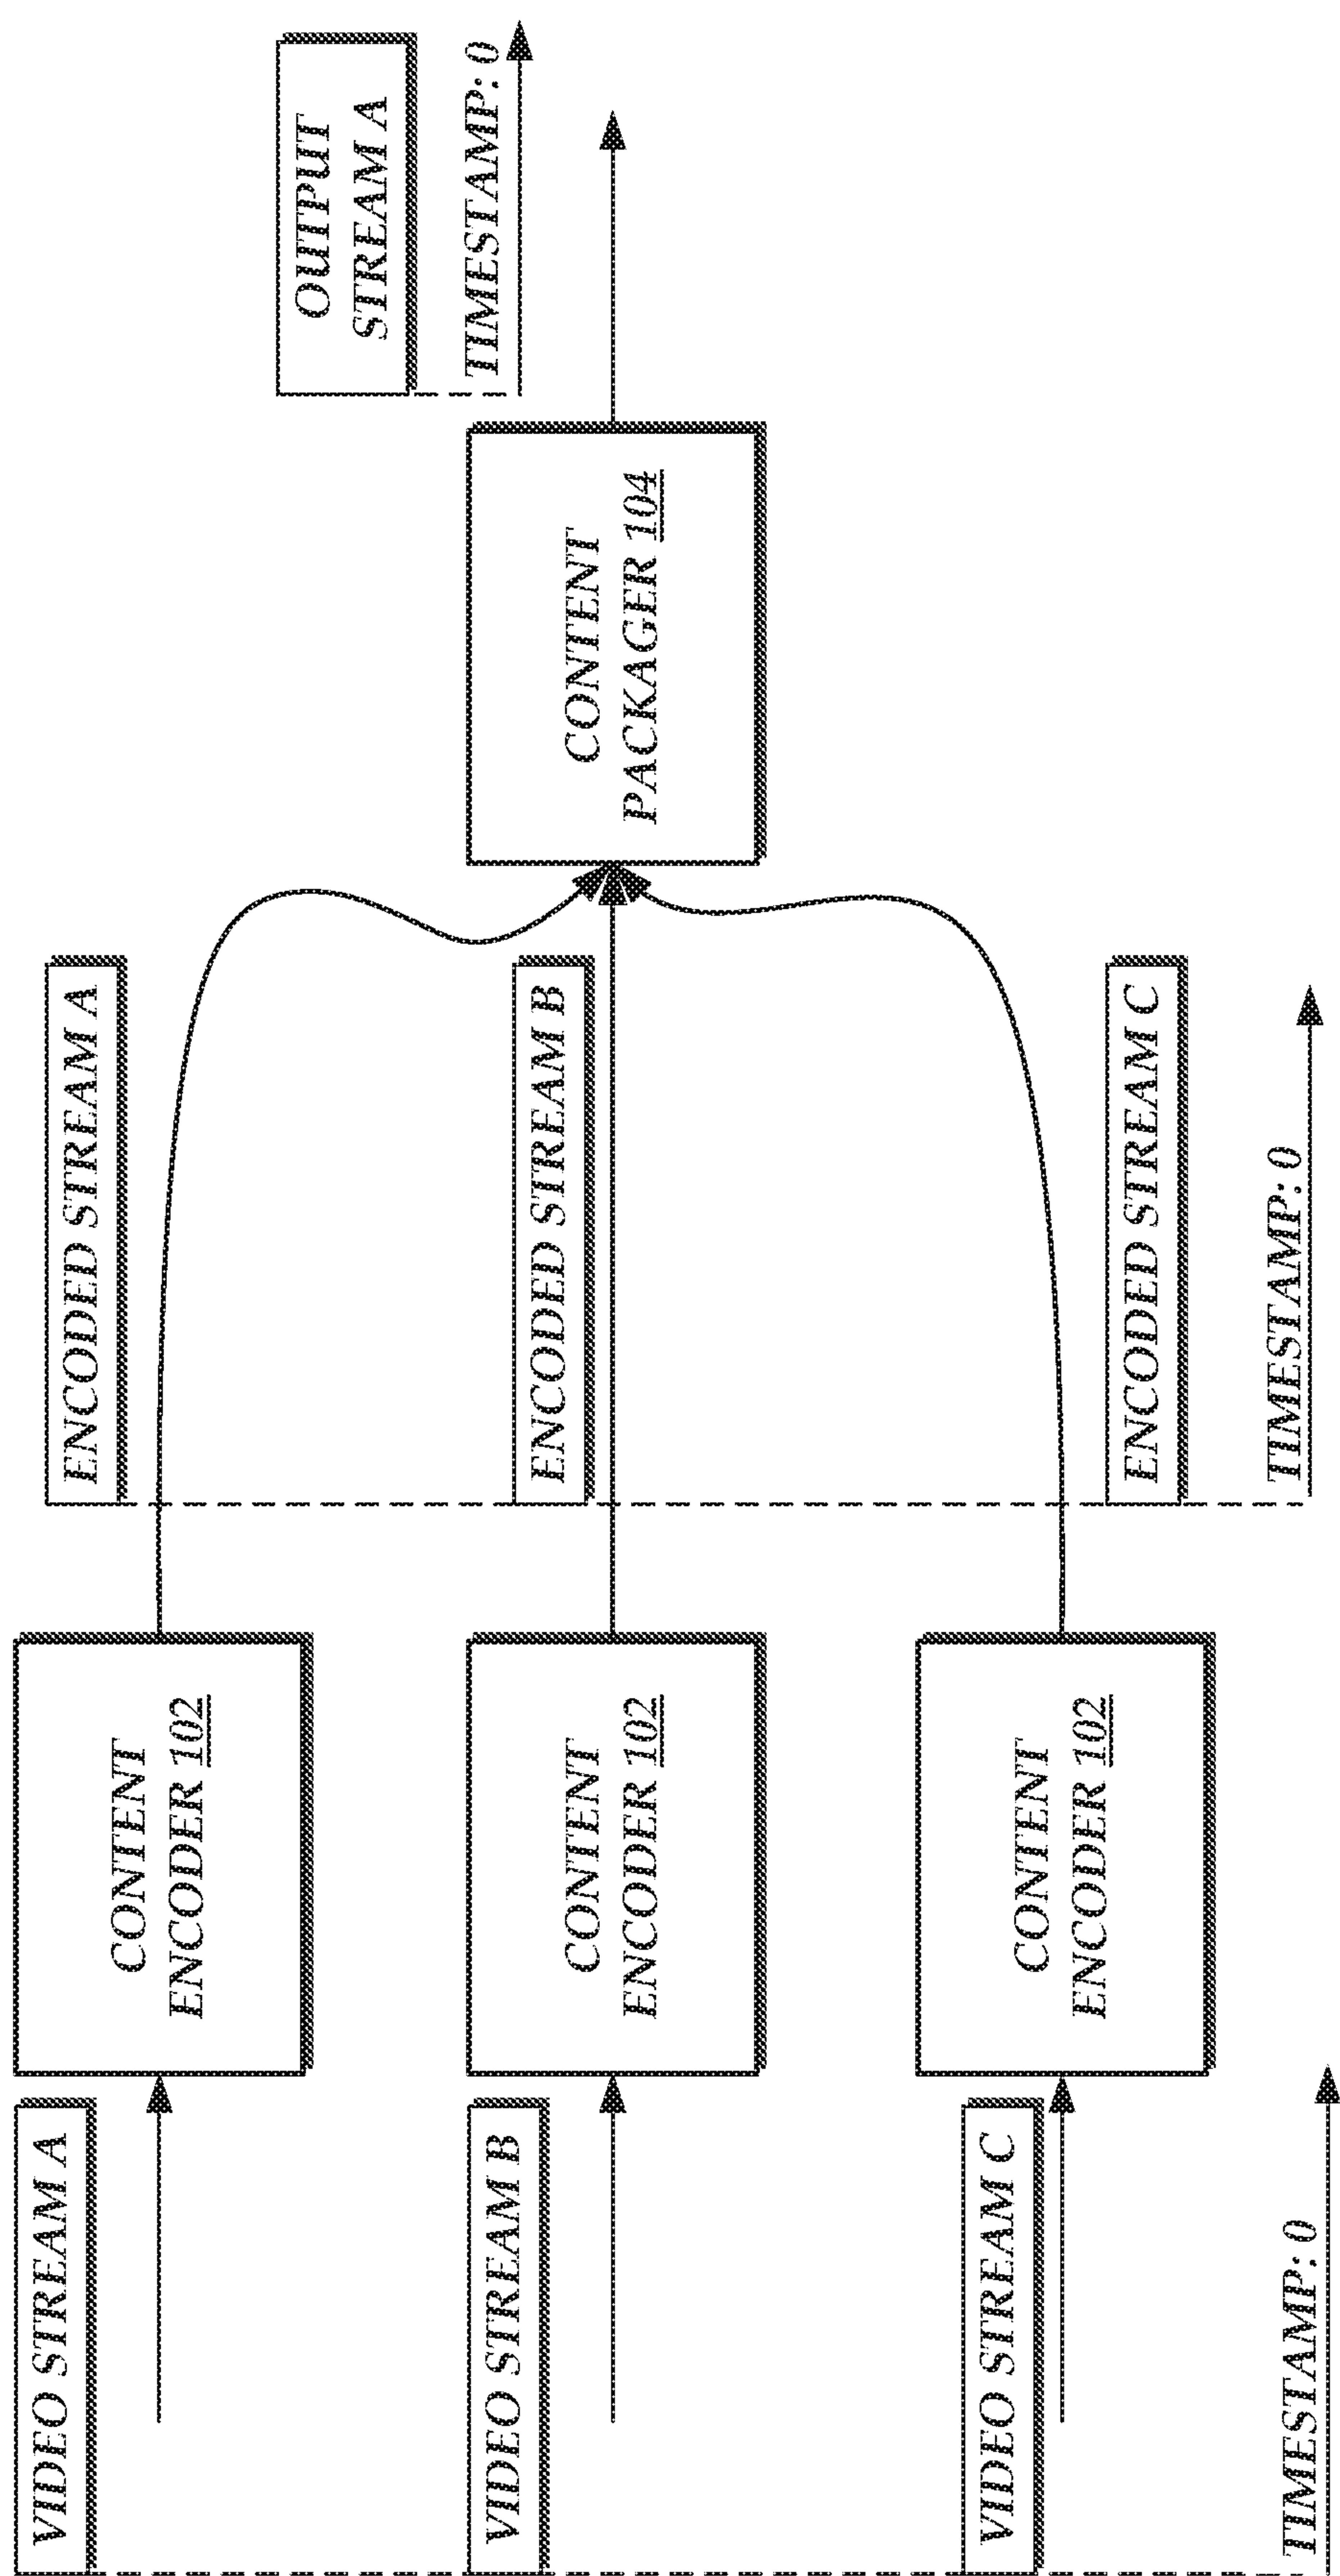 VIDEO STREAM A
VIDEO STREAM B
VIDEO STREAM C
TIMESTAMP: 0
CONTENT
ENCODER 102
CONTENT
ENCODER 102
CONTENT
ENCODER 102
ENCODED STREAM A
ENCODED STREAM B
ENCODED STREAM C
TIMESTAMP: 0
CONTENT
PACKAGER 104
OUTPUT
STREAM A
TIMESTAMP: 0